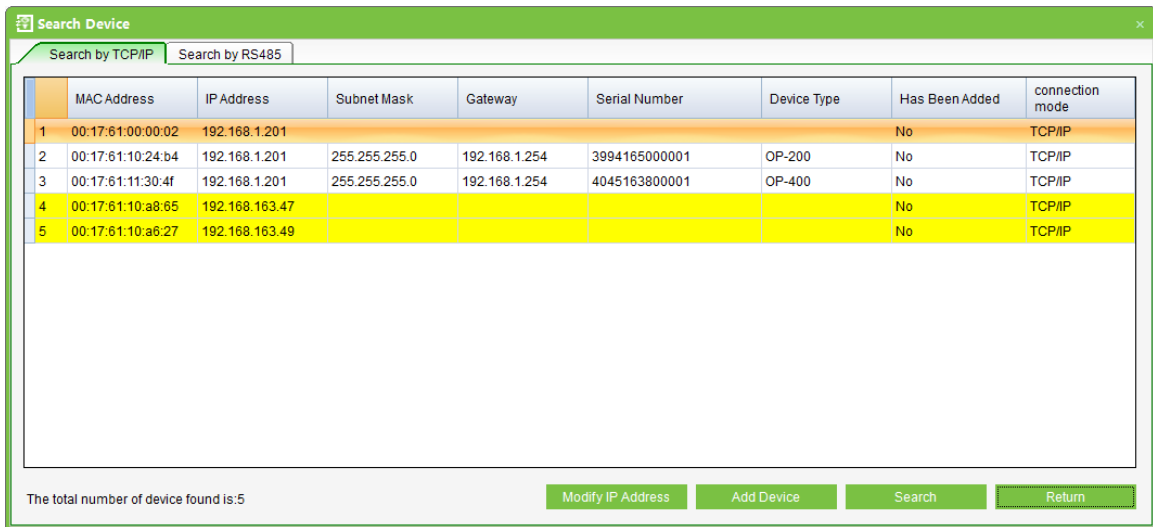 Search Device
Search by TCP/IP Search by RS485
MAC Address IP Address Subnet Mask Gateway Serial Number Device Type Has Been Added connection mode
1 00:17:61:00:00:02 192.168.1.201 No TCP/IP
2 00:17:61:10:24:b4 192.168.1.201 255.255.255.0 192.168.1.254 3994165000001 OP-200 No TCP/IP
3 00:17:61:11:30:4f 192.168.1.201 255.255.255.0 192.168.1.254 4045163800001 OP-400 No TCP/IP
4 00:17:61:10:a8:65 192.168.163.47 No TCP/IP
5 00:17:61:10:a6:27 192.168.163.49 No TCP/IP
The total number of device found is:5 Modify IP Address Add Device Search Return